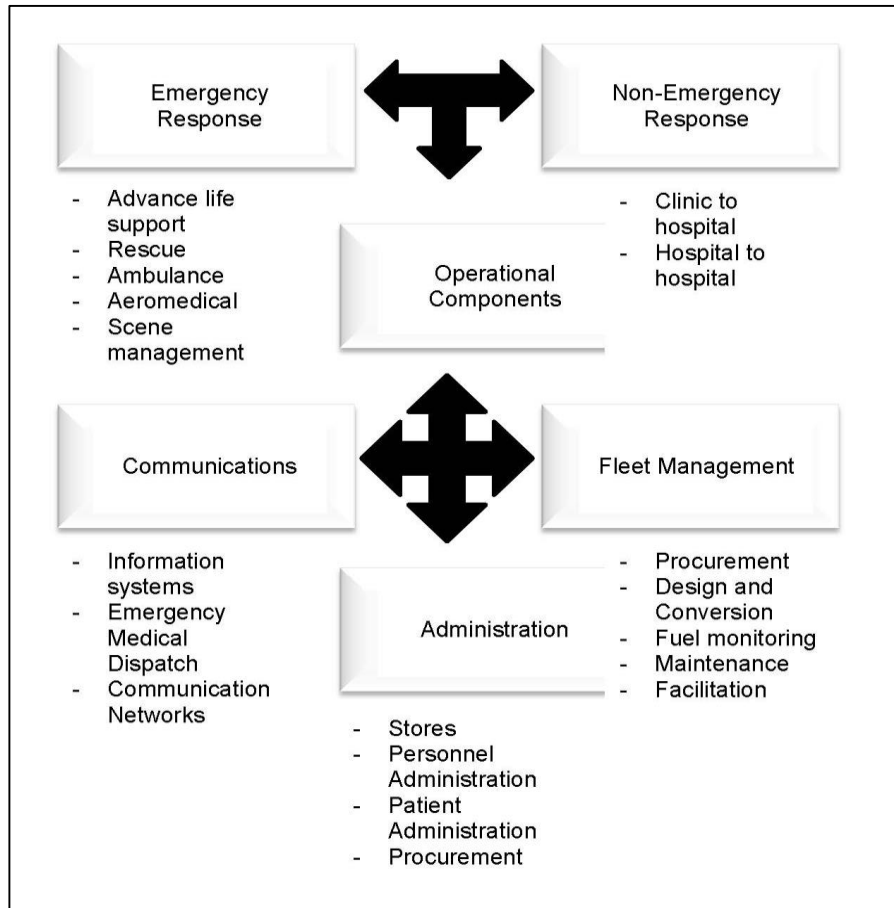 Emergency
Response
Non-Emergency
Response
- Advance life
support
- Rescue
- Ambulance
- Aeromedical
- Scene
management
- Clinic to
hospital
- Hospital to
hospital
Operational
Components
Communications
Fleet Management
- Information
systems
- Emergency
Medical
Dispatch
- Communication
Networks
Administration
- Procurement
- Design and
Conversion
- Fuel monitoring
- Maintenance
- Facilitation
- Stores
- Personnel
Administration
- Patient
Administration
- Procurement